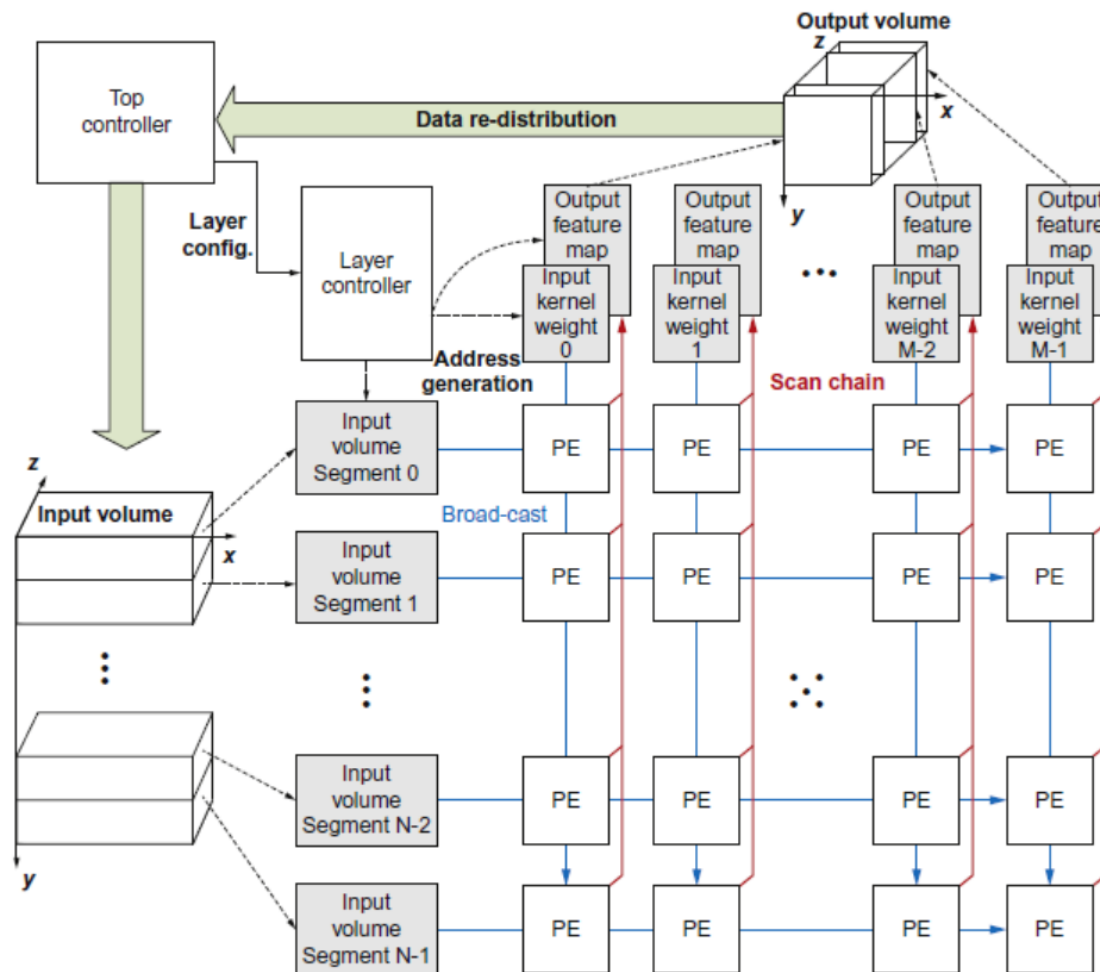 Output volume
z
x
y
Top
controller
Data re-distribution
Layer
config.
Layer
controller
Output
feature
map
Output
feature
map
Output
feature
map
Output
feature
map
Input
kernel
weight
0
Input
kernel
weight
1
...
Input
kernel
weight
M-2
Input
kernel
weight
M-1
Address
generation
Scan chain
Input
volume
Segment 0
PE
PE
PE
PE
z
Input volume
x
y
Broad-cast
Input
volume
Segment 1
PE
PE
PE
PE
Input
volume
Segment N-2
PE
PE
PE
PE
Input
volume
Segment N-1
PE
PE
PE
PE